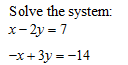 Solve the system:
x − 2y = 7
−x + 3y = −14